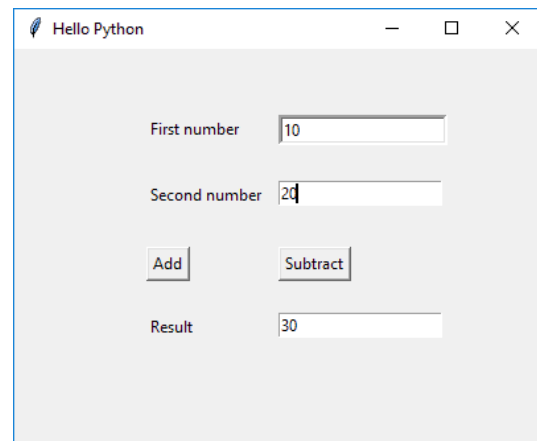 Hello Python
First number 10
Second number 20
Add Subtract
Result 30